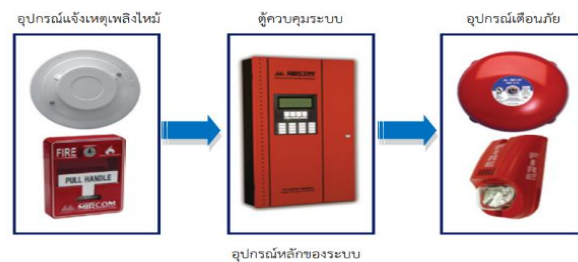 อุปกรณ์แจ้งเหตุเพลิงไหม้
ตู้ควบคุมระบบ
อุปกรณ์เตือนภัย
FIRE
PULL HANDLE
MIRCOM
MIRCOM
อุปกรณ์หลักของระบบ